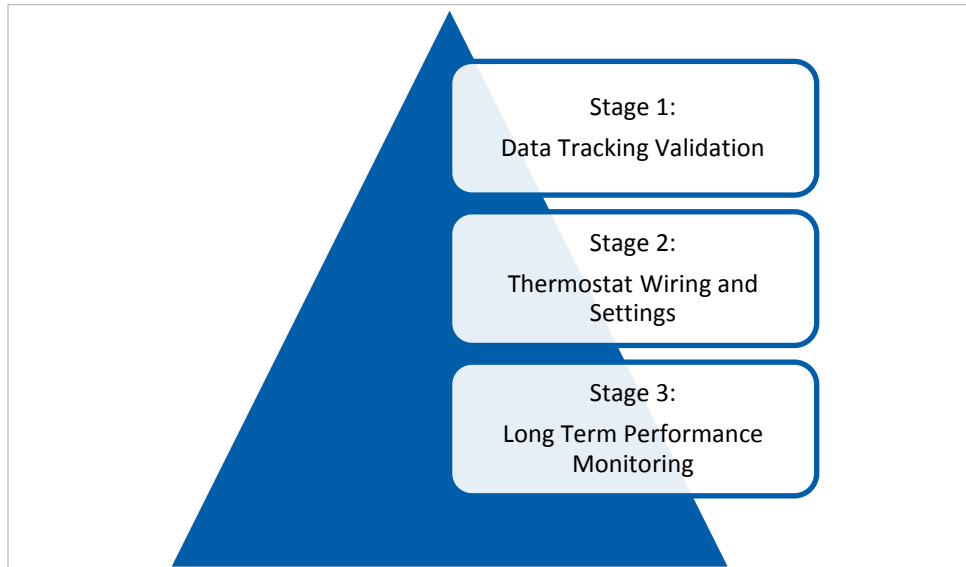 Stage 1:
Data Tracking Validation
Stage 2:
Thermostat Wiring and
Settings
Stage 3:
Long Term Performance
Monitoring